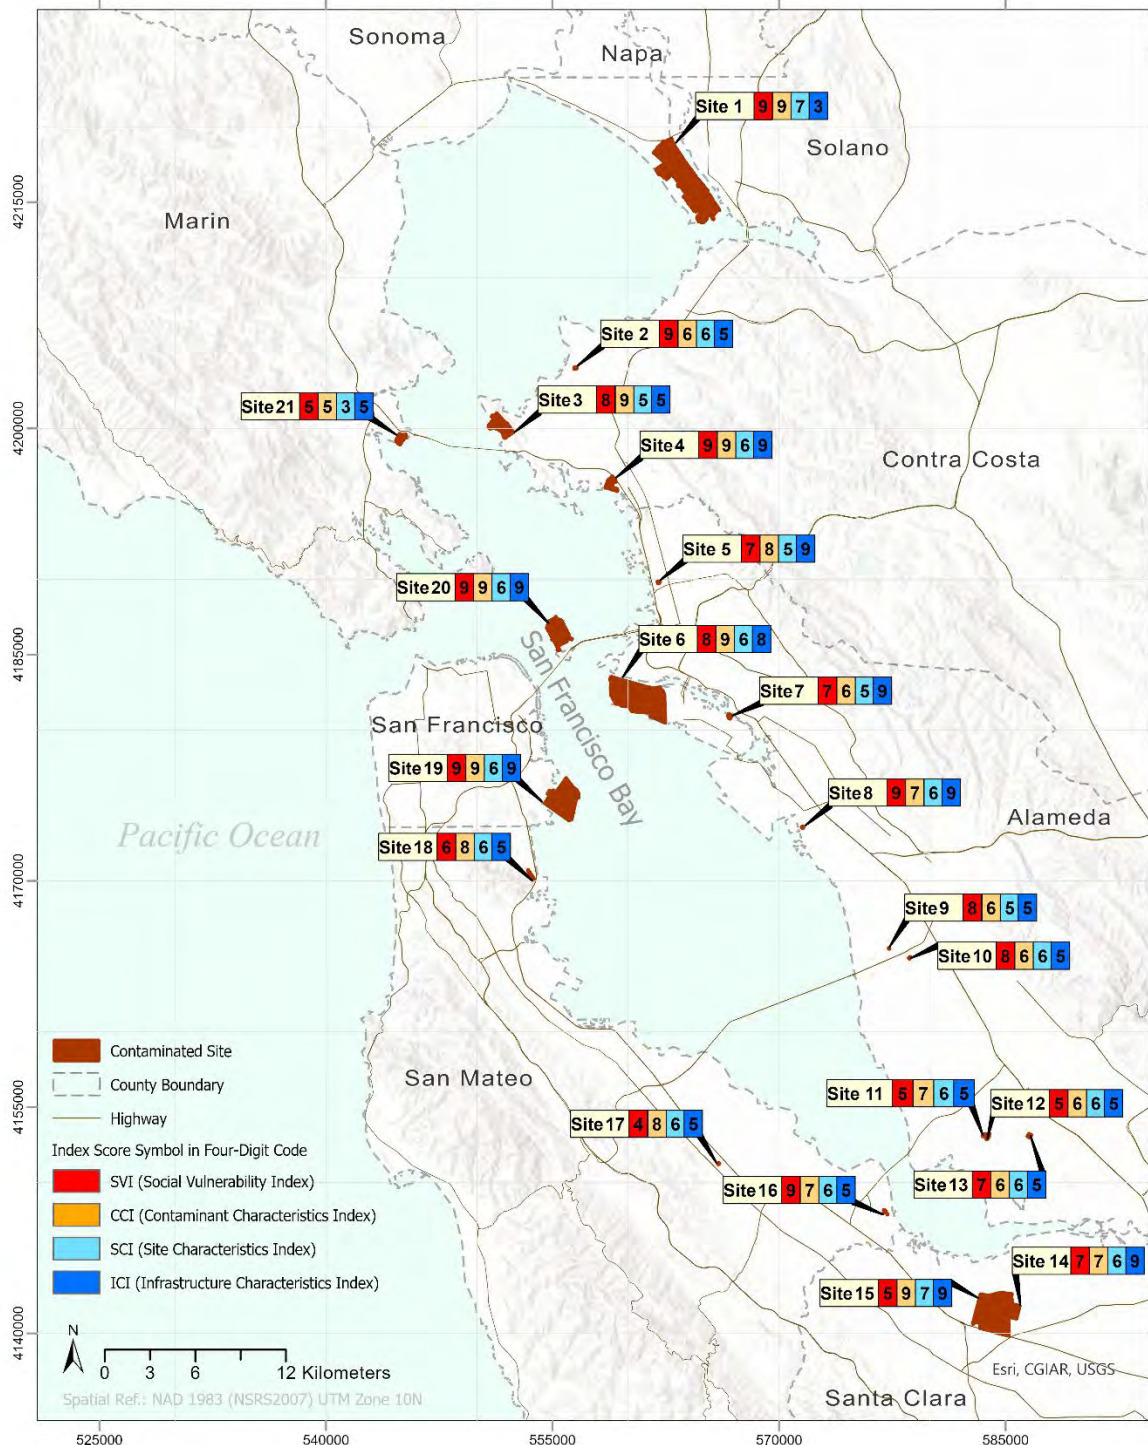 Sonoma
Napa
Site 1 9 9 7 3
Solano
4215000
Marin
Site 2 9 6 6 5
Site 3 8 9 5 5
Site 21 5 5 3 5
4200000
Site 4 9 9 6 9
Contra Costa
Site 5 7 8 5 9
Site 20 9 9 6 9
Site 6 8 9 6 8
4185000
San Francisco Bay
Site 7 7 6 5 9
San Francisco
Site 19 9 9 6 9
Site 8 9 7 6 9
Alameda
Pacific Ocean
Site 18 6 8 6 5
4170000
Site 9 8 6 5 5
Site 10 8 6 6 5
Contaminated Site
County Boundary
Highway
Index Score Symbol in Four-Digit Code
SVI (Social Vulnerability Index)
CCI (Contaminant Characteristics Index)
SCI (Site Characteristics Index)
ICI (Infrastructure Characteristics Index)
San Mateo
Site 11 5 7 6 5
Site 12 5 6 6 5
4155000
Site 17 4 8 6 5
Site 13 7 6 6 5
Site 16 9 7 6 5
Site 14 7 7 6 9
Site 15 5 9 7 9
4140000
N
0 3 6 12 Kilometers
Esri, CGIAR, USGS
Spatial Ref.: NAD 1983 (NSRS2007) UTM Zone 10N
Santa Clara
525000 540000 555000 570000 585000